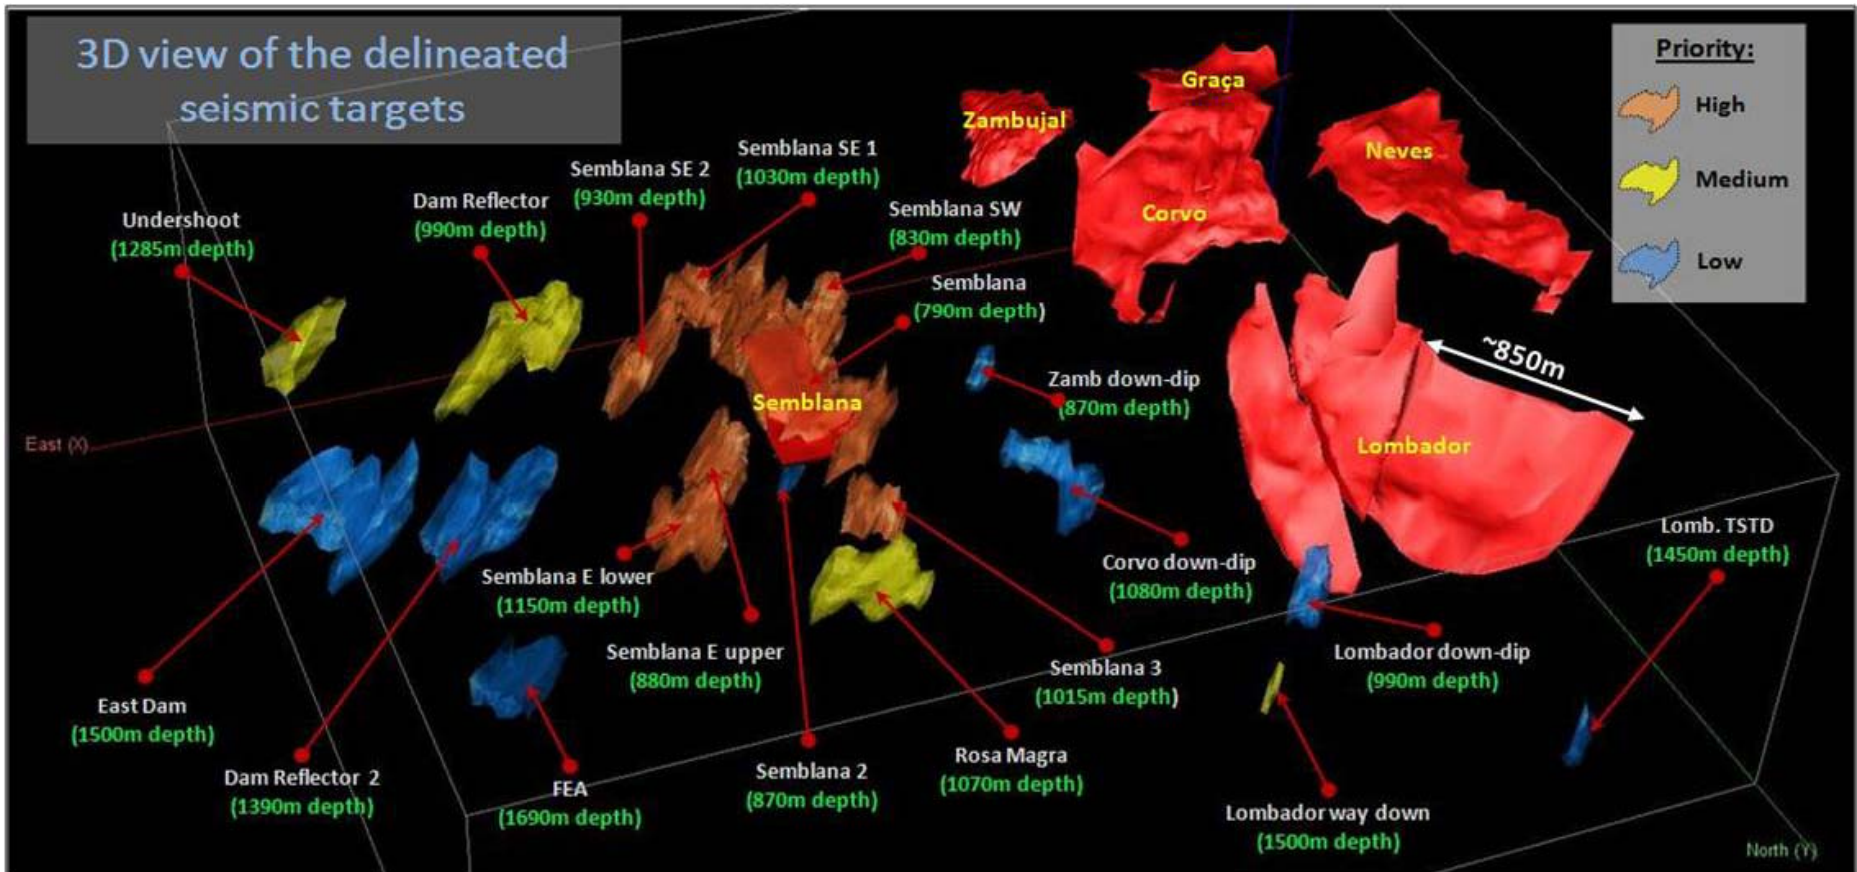 3D view of the delineated
seismic targets
Priority:
High
Medium
Low
Graça
Zambujal
Neves
Corvo
Semblana SE 1
(1030m depth)
Semblana SE 2
(930m depth)
Dam Reflector
(990m depth)
Undershoot
(1285m depth)
Semblana SW
(830m depth)
Semblana
(790m depth)
~850m
Zamb down-dip
(870m depth)
Semblana
Lombador
East (X)
Lomb. TSTD
(1450m depth)
Corvo down-dip
(1080m depth)
Semblana E lower
(1150m depth)
Semblana E upper
(880m depth)
Semblana 3
(1015m depth)
Lombador down-dip
(990m depth)
East Dam
(1500m depth)
Dam Reflector 2
(1390m depth)
FEA
(1690m depth)
Semblana 2
(870m depth)
Rosa Magra
(1070m depth)
Lombador way down
(1500m depth)
North (Y)